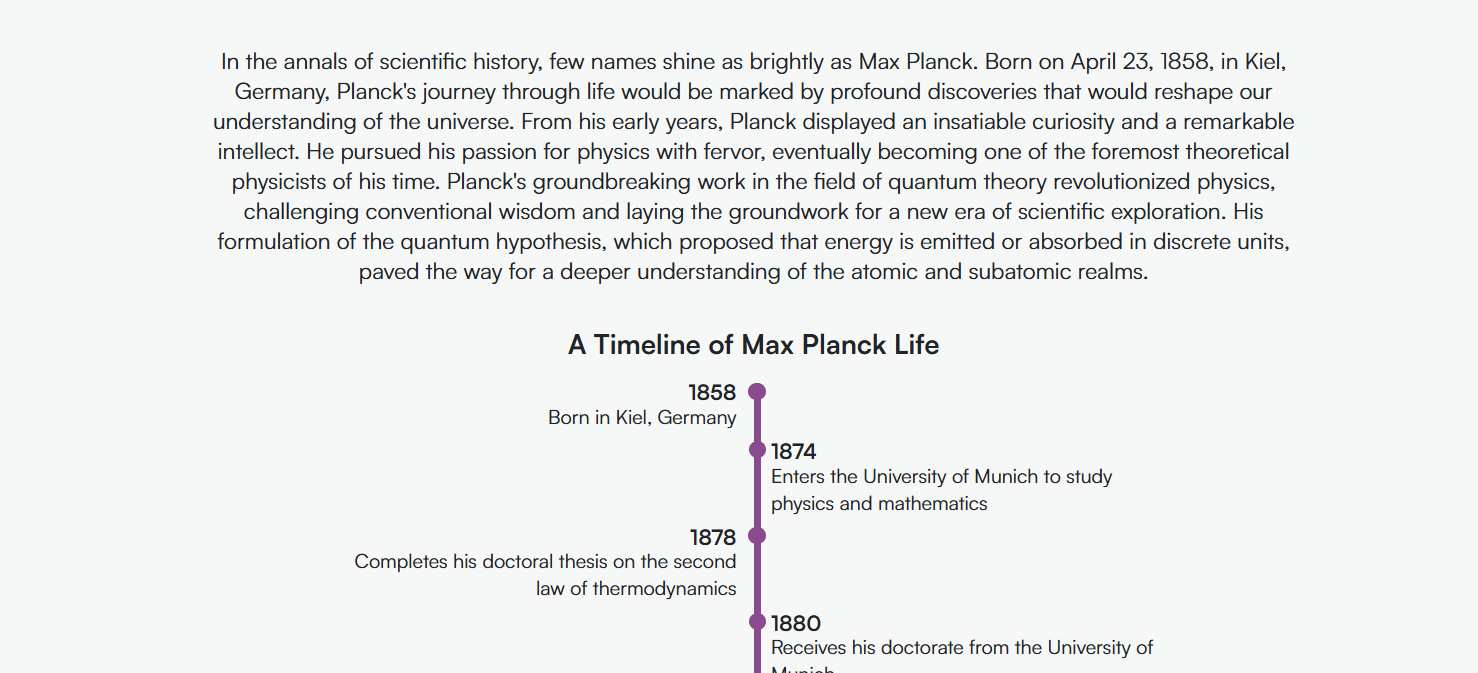 In the annals of scientific history, few names shine as brightly as Max Planck. Born on April 23, 1858, in Kiel,
Germany, Planck's journey through life would be marked by profound discoveries that would reshape our
understanding of the universe. From his early years, Planck displayed an insatiable curiosity and a remarkable
intellect. He pursued his passion for physics with fervor, eventually becoming one of the foremost theoretical
physicists of his time. Planck's groundbreaking work in the field of quantum theory revolutionized physics,
challenging conventional wisdom and laying the groundwork for a new era of scientific exploration. His
formulation of the quantum hypothesis, which proposed that energy is emitted or absorbed in discrete units,
paved the way for a deeper understanding of the atomic and subatomic realms.
A Timeline of Max Planck Life
1858
Born in Kiel, Germany
1874
Enters the University of Munich to study
physics and mathematics
1878
Completes his doctoral thesis on the second
law of thermodynamics
1880
Receives his doctorate from the University of
Munich